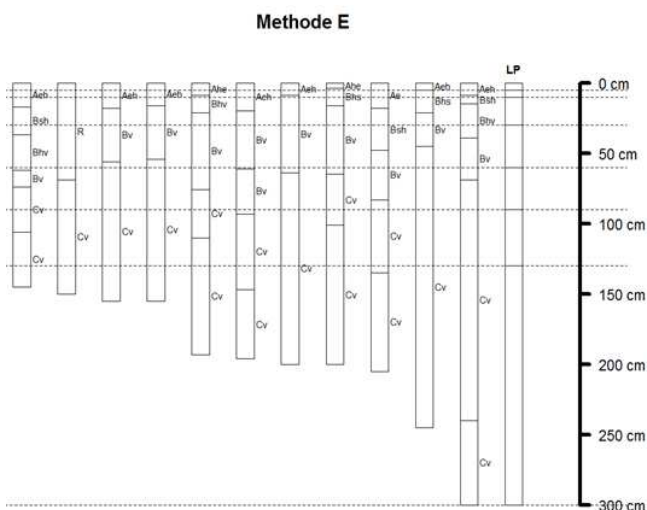 Methode E
LP
Aeh
Bsh
Bhv
Bv
Cv
Cv
R
Cv
Aeh
Bv
Cv
Aeh
Bv
Cv
Ahe
Bhv
Bv
Cv
Cv
Aeh
Bv
Bv
Cv
Cv
Aeh
Bv
Cv
Ahe
Bhs
Bv
Cv
Cv
Ae
Bsh
Bv
Cv
Cv
Aeh
Bhs
Bv
Cv
Aeh
Bsh
Bhv
Bv
Cv
Cv
0 cm
50 cm
100 cm
150 cm
200 cm
250 cm
300 cm